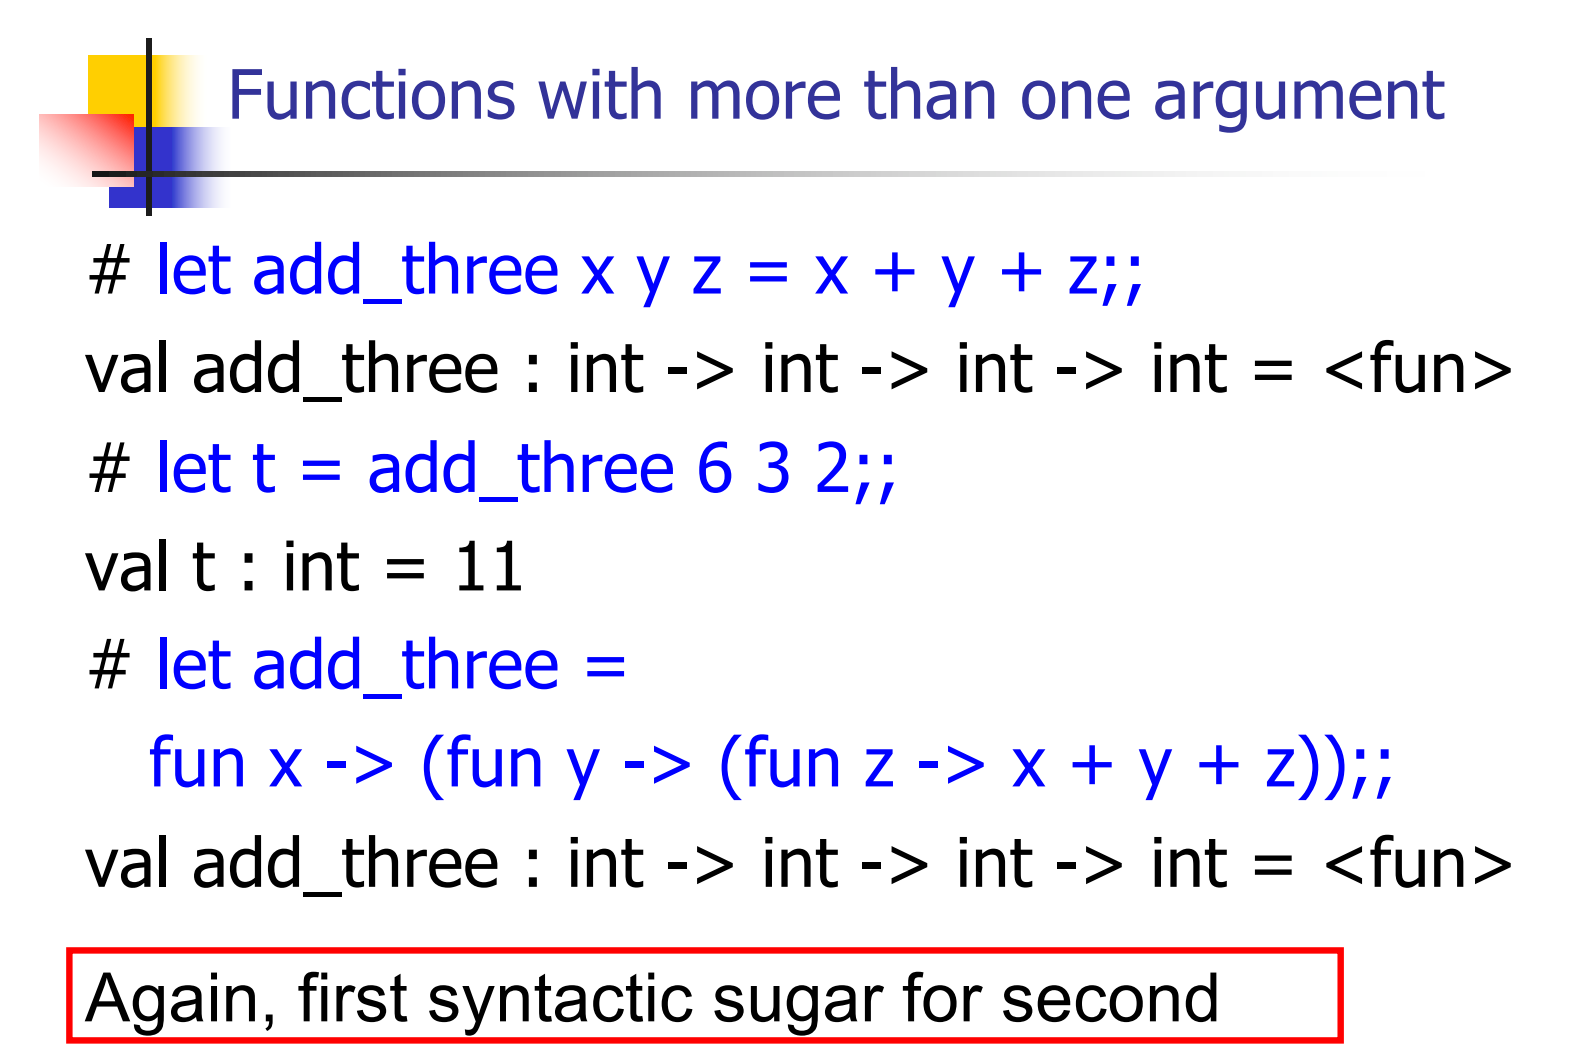 Functions with more than one argument
# let add_three x y z = x + y + z;;
val add_three : int -> int -> int -> int = <fun>
# let t = add_three 6 3 2;;
val t : int = 11
# let add_three =
fun x -> (fun y -> (fun z -> x + y + z));;
val add_three : int -> int -> int -> int = <fun>
Again, first syntactic sugar for second